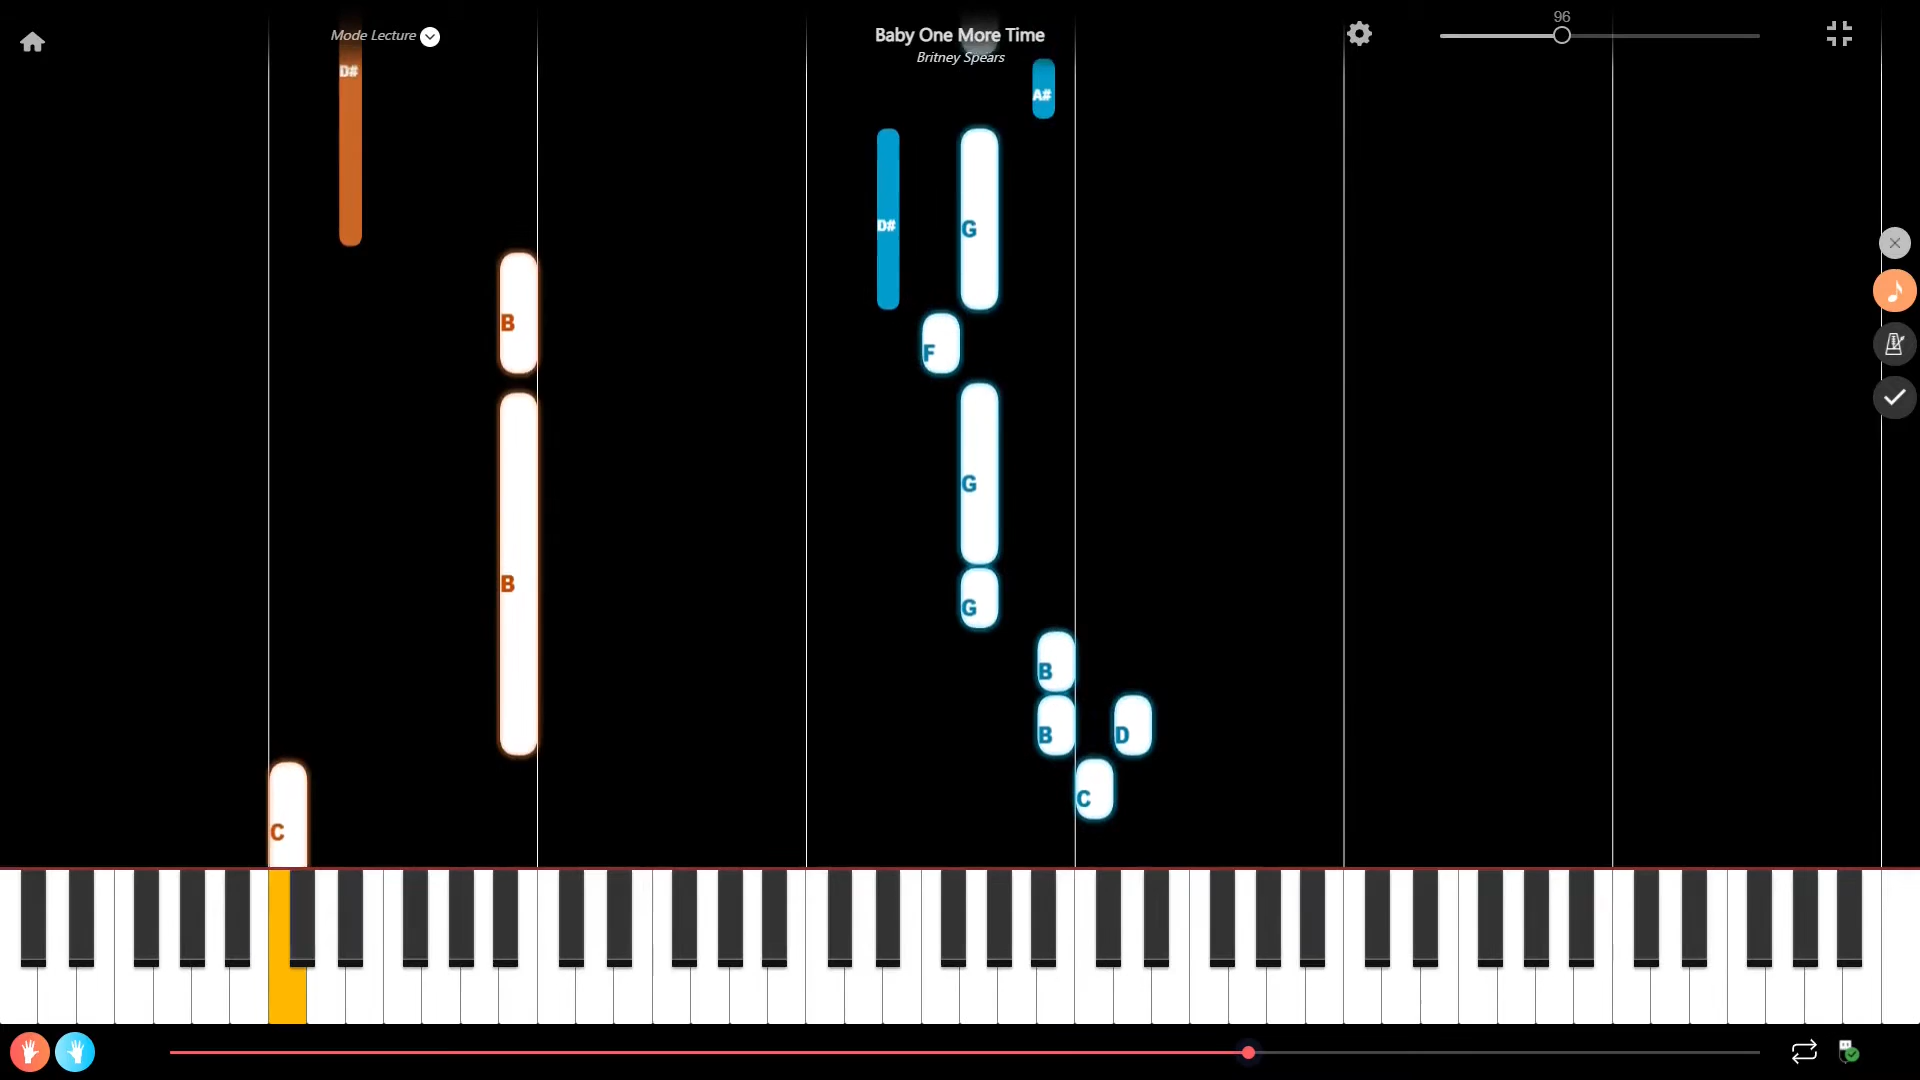 Mode Lecture
Baby One More Time
Britney Spears
96
D#
A#
D#
G
B
F
G
B
G
B
B
D
C
C